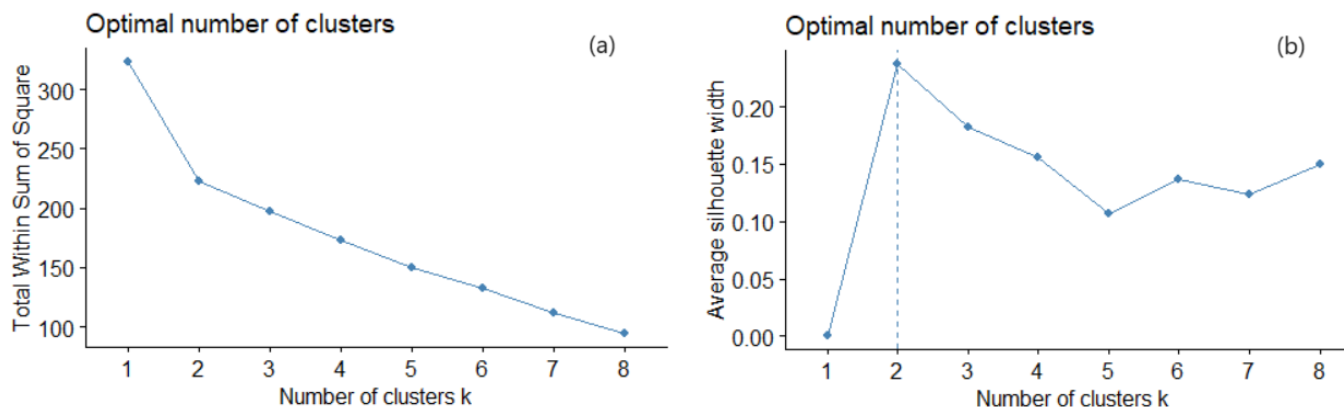 Optimal number of clusters
(a)
Total Within Sum of Square
300
250
200
150
100
1 2 3 4 5 6 7 8
Number of clusters k
Optimal number of clusters
(b)
Average silhouette width
0.20
0.15
0.10
0.05
0.00
1 2 3 4 5 6 7 8
Number of clusters k